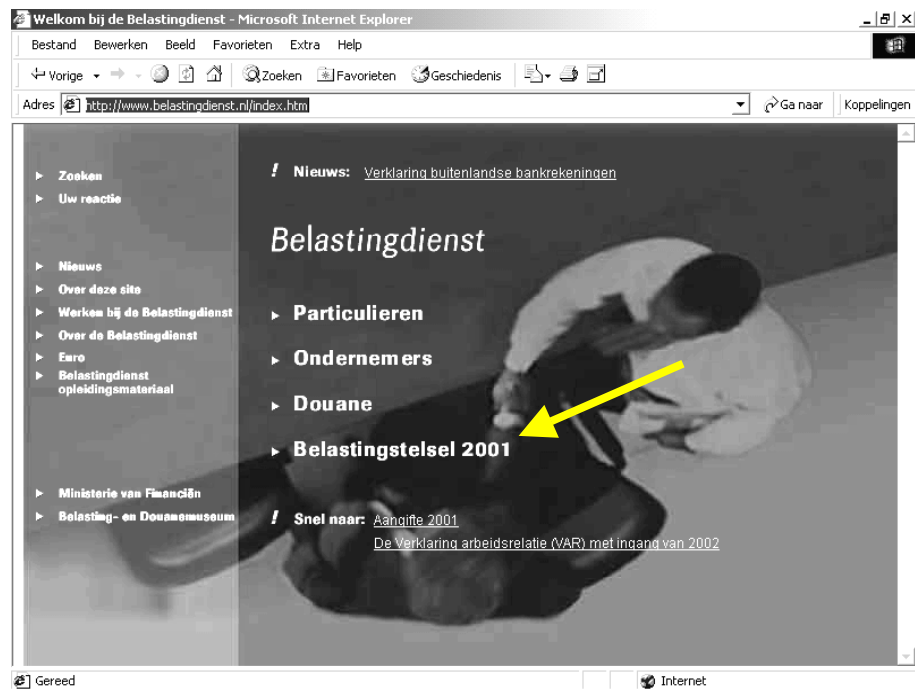 Welkom bij de Belastingdienst - Microsoft Internet Explorer
Bestand Bewerken Beeld Favorieten Extra Help
Vorige Zoeken Favorieten Geschiedenis
Adres http://www.belastingdienst.nl/index.htm Ga naar Koppelingen
! Nieuws: Verklaring buitenlandse bankrekeningen
Zoeken
Uw reactie
Belastingdienst
Nieuws
Over deze site
Werken bij de Belastingdienst
Over de Belastingdienst
Euro
Belastingdienst
opleidingsmateriaal
Particulieren
Ondernemers
Douane
Belastingstelsel 2001
Ministerie van Financiën
Belasting- en Douanemuseum
! Snel naar: Aangifte 2001
De Verklaring arbeidsrelatie (VAR) met ingang van 2002
Gereed Internet